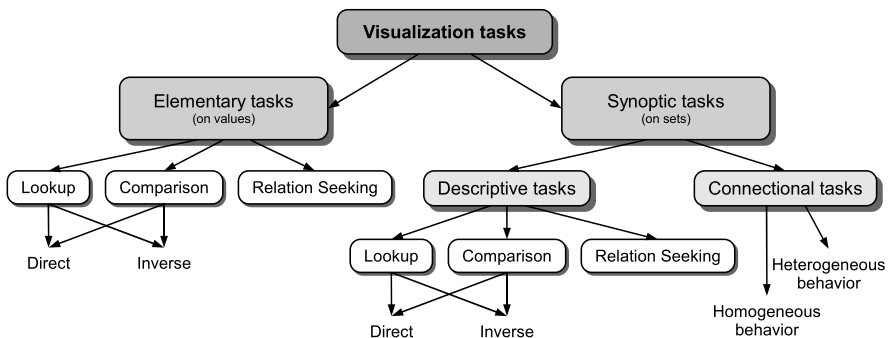 Visualization tasks
Elementary tasks
(on values)
Synoptic tasks
(on sets)
Lookup
Comparison
Relation Seeking
Descriptive tasks
Connectional tasks
Direct
Inverse
Lookup
Comparison
Relation Seeking
Heterogeneous
behavior
Homogeneous
behavior
Direct
Inverse